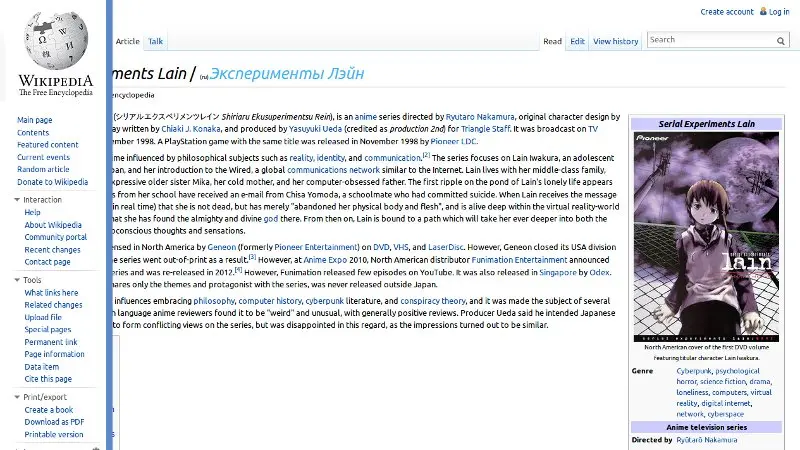 WIKIPEDIA
The Free Encyclopedia
Main page
Contents
Featured content
Current events
Random article
Donate to Wikipedia
Interaction
Help
About Wikipedia
Community portal
Recent changes
Contact page
Tools
What links here
Related changes
Upload file
Special pages
Permanent link
Page information
Data item
Cite this page
Print/export
Create a book
Download as PDF
Printable version
Create account Log in
Article Talk Read Edit View history Search
ments Lain / (ru)Эксперименты Лэйн
encyclopedia
(シリアルエクスペリメンツレイン Shiriaru Ekusuperimentsu Rein), is an anime series directed by Ryutaro Nakamura, original character design by
ay written by Chiaki J. Konaka, and produced by Yasuyuki Ueda (credited as production 2nd) for Triangle Staff. It was broadcast on TV
ember 1998. A PlayStation game with the same title was released in November 1998 by Pioneer LDC.
me influenced by philosophical subjects such as reality, identity, and communication.[2] The series focuses on Lain Iwakura, an adolescent
pan, and her introduction to the Wired, a global communications network similar to the Internet. Lain lives with her middle-class family,
expressive older sister Mika, her cold mother, and her computer-obsessed father. The first ripple on the pond of Lain's lonely life appears
s from her school have received an e-mail from Chisa Yomoda, a schoolmate who had committed suicide. When Lain receives the message
in real time) that she is not dead, but has merely "abandoned her physical body and flesh", and is alive deep within the virtual reality-world
hat she has found the almighty and divine god there. From then on, Lain is bound to a path which will take her ever deeper into both the
bconscious thoughts and sensations.
ensed in North America by Geneon (formerly Pioneer Entertainment) on DVD, VHS, and LaserDisc. However, Geneon closed its USA division
e series went out-of-print as a result.[3] However, at Anime Expo 2010, North American distributor Funimation Entertainment announced
eries and was re-released in 2012.[4] However, Funimation released few episodes on YouTube. It was also released in Singapore by Odex.
hares only the themes and protagonist with the series, was never released outside Japan.
influences embracing philosophy, computer history, cyberpunk literature, and conspiracy theory, and it was made the subject of several
h language anime reviewers found it to be "weird" and unusual, with generally positive reviews. Producer Ueda said he intended Japanese
to form conflicting views on the series, but was disappointed in this regard, as the impressions turned out to be similar.
Serial Experiments Lain
Pioneer
serial experiments
lain
serial experiments lain
North American cover of the first DVD volume
featuring titular character Lain Iwakura.
Genre Cyberpunk, psychological
horror, science fiction, drama,
loneliness, computers, virtual
reality, digital internet,
network, cyberspace
Anime television series
Directed by Ryūtarō Nakamura